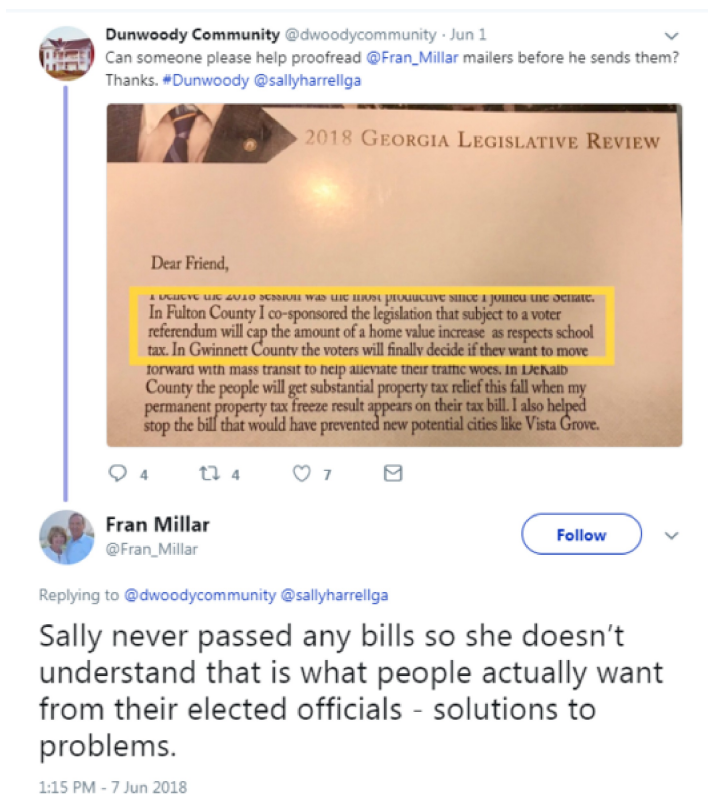 Dunwoody Community @dwoodycommunity · Jun 1
Can someone please help proofread @Fran_Millar mailers before he sends them?
Thanks. #Dunwoody @sallyharrellga
2018 GEORGIA LEGISLATIVE REVIEW
Dear Friend,
I believe the 2018 session was the most productive since I joined the Senate.
In Fulton County I co-sponsored the legislation that subject to a voter
referendum will cap the amount of a home value increase as respects school
tax. In Gwinnett County the voters will finally decide if they want to move
forward with mass transit to help alleviate their traffic woes. In DeKalb
County the people will get substantial property tax relief this fall when my
permanent property tax freeze result appears on their tax bill. I also helped
stop the bill that would have prevented new potential cities like Vista Grove.
4 4 7
Fran Millar
@Fran_Millar
Follow
Replying to @dwoodycommunity @sallyharrellga
Sally never passed any bills so she doesn't
understand that is what people actually want
from their elected officials - solutions to
problems.
1:15 PM - 7 Jun 2018